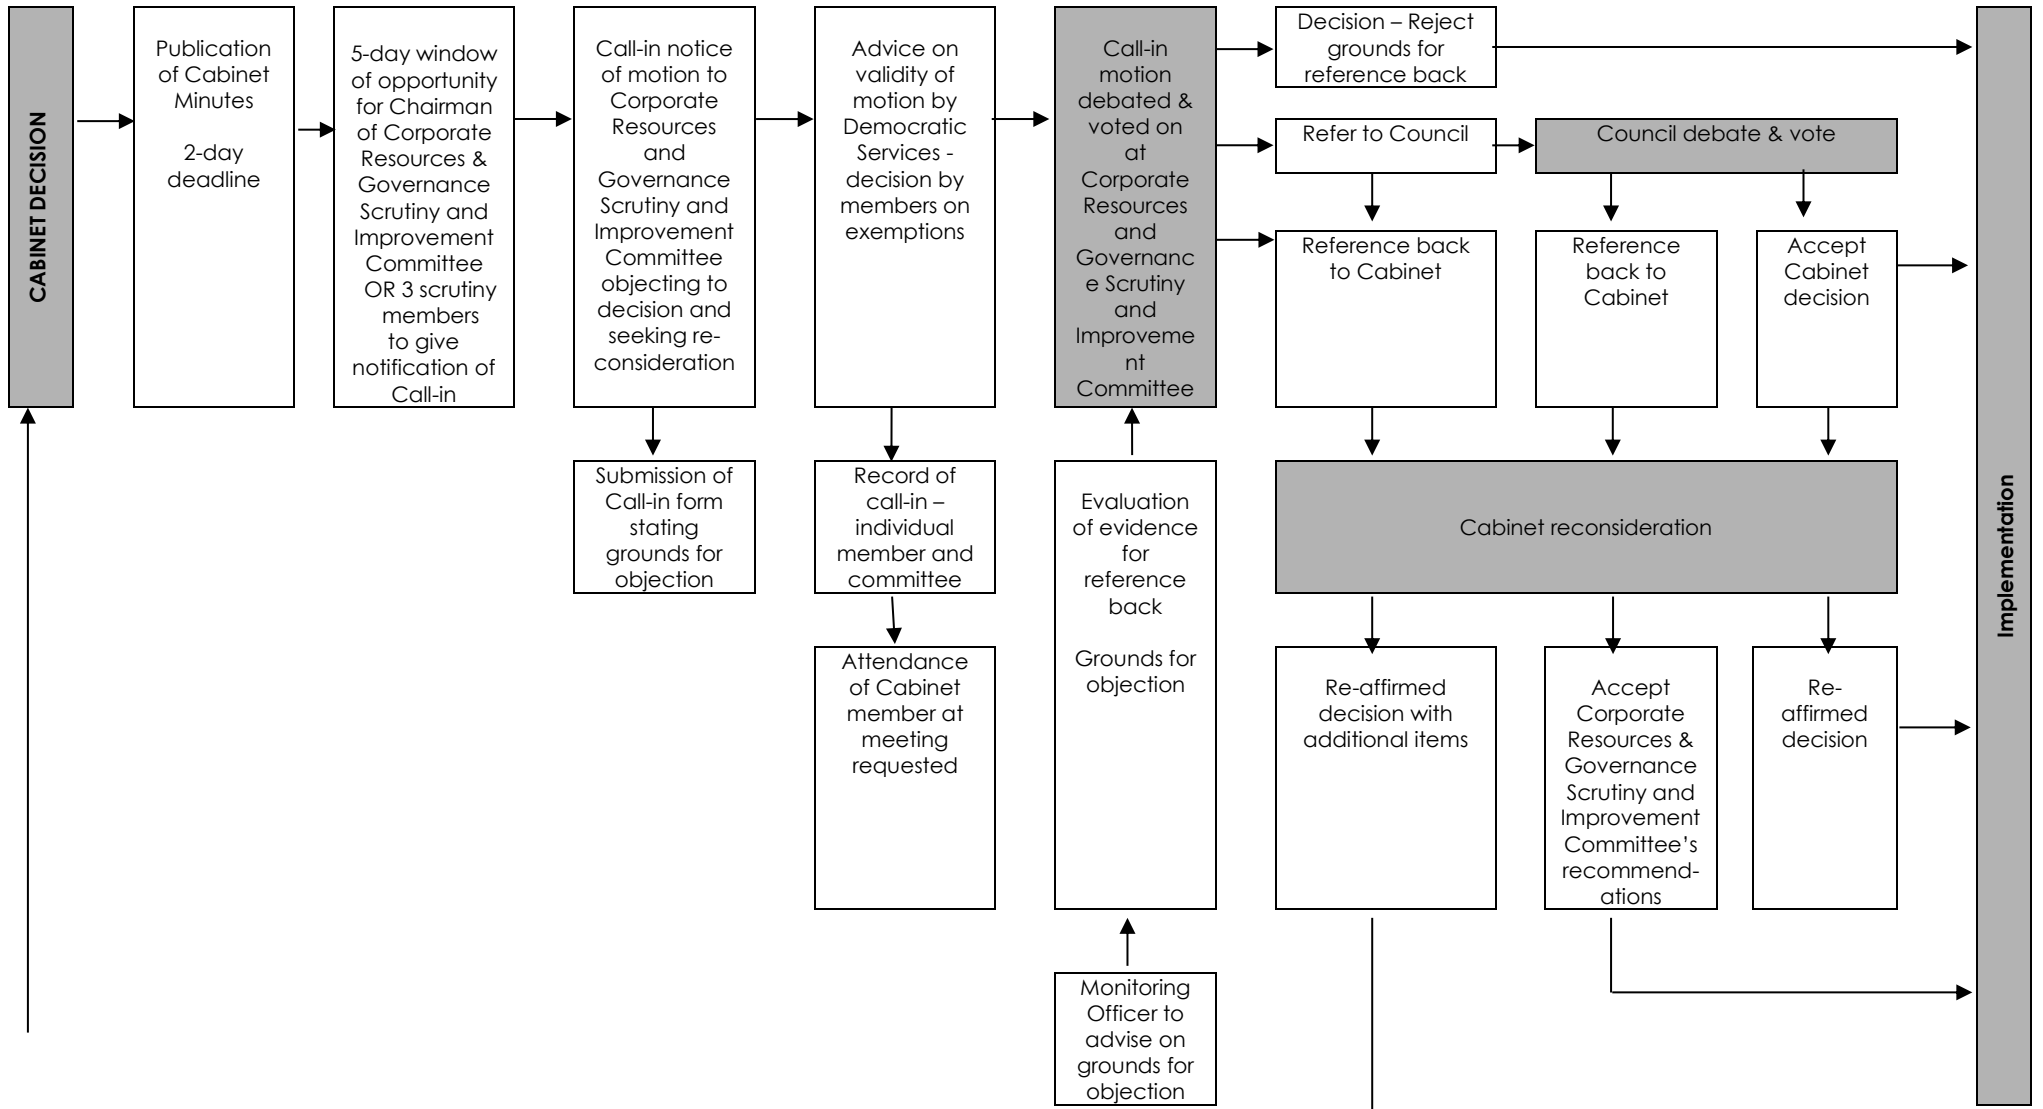 CABINET DECISION
Publication
of Cabinet
Minutes
2-day
deadline
5-day window
of opportunity
for Chairman
of Corporate
Resources &
Governance
Scrutiny and
Improvement
Committee
OR 3 scrutiny
members
to give
notification of
Call-in
Call-in notice
of motion to
Corporate
Resources
and
Governance
Scrutiny and
Improvement
Committee
objecting to
decision and
seeking re-
consideration
Submission of
Call-in form
stating
grounds for
objection
Advice on
validity of
motion by
Democratic
Services -
decision by
members on
exemptions
Record of
call-in –
individual
member and
committee
Attendance
of Cabinet
member at
meeting
requested
Call-in
motion
debated &
voted on
at
Corporate
Resources
and
Governanc
e Scrutiny
and
Improveme
nt
Committee
Evaluation
of evidence
for
reference
back
Grounds for
objection
Monitoring
Officer to
advise on
grounds for
objection
Decision – Reject
grounds for
reference back
Refer to Council
Council debate & vote
Reference back
to Cabinet
Reference
back to
Cabinet
Accept
Cabinet
decision
Cabinet reconsideration
Re-affirmed
decision with
additional items
Accept
Corporate
Resources &
Governance
Scrutiny and
Improvement
Committee’s
recommend-
ations
Re-
affirmed
decision
Implementation